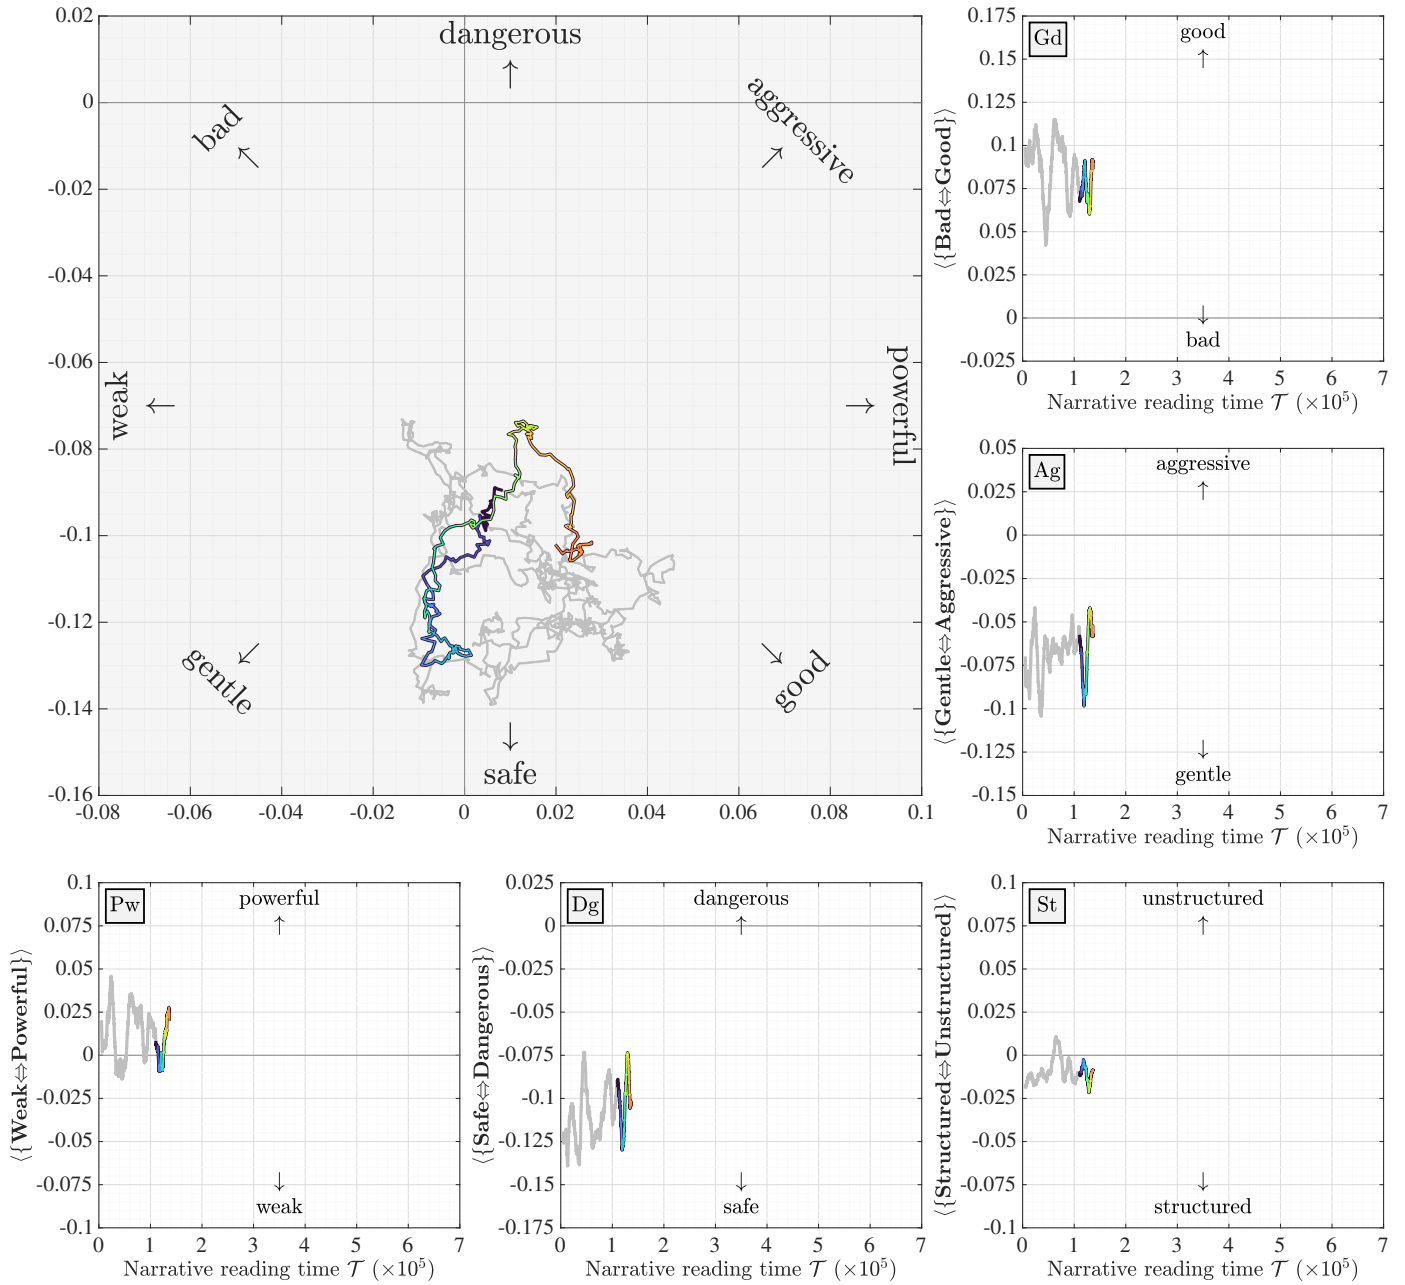 0.02
0
-0.02
-0.04
-0.06
-0.08
-0.1
-0.12
-0.14
-0.16
-0.08
-0.06
-0.04
-0.02
0
0.02
0.04
0.06
0.08
0.1
dangerous
↑
bad
↖
aggressive
↗
weak
←
powerful
→
gentle
↙
good
↘
↓
safe
Gd
good
↑
↓
bad
⟨{Bad⇔Good}⟩
0.175
0.15
0.125
0.1
0.075
0.05
0.025
0
-0.025
0 1 2 3 4 5 6 7
Narrative reading time 𝒯 (×10⁵)
Ag
aggressive
↑
↓
gentle
⟨{Gentle⇔Aggressive}⟩
0.05
0.025
0
-0.025
-0.05
-0.075
-0.1
-0.125
-0.15
0 1 2 3 4 5 6 7
Narrative reading time 𝒯 (×10⁵)
Pw
powerful
↑
↓
weak
⟨{Weak⇔Powerful}⟩
0.1
0.075
0.05
0.025
0
-0.025
-0.05
-0.075
-0.1
0 1 2 3 4 5 6 7
Narrative reading time 𝒯 (×10⁵)
Dg
dangerous
↑
↓
safe
⟨{Safe⇔Dangerous}⟩
0.025
0
-0.025
-0.05
-0.075
-0.1
-0.125
-0.15
-0.175
0 1 2 3 4 5 6 7
Narrative reading time 𝒯 (×10⁵)
St
unstructured
↑
↓
structured
⟨{Structured⇔Unstructured}⟩
0.1
0.075
0.05
0.025
0
-0.025
-0.05
-0.075
-0.1
0 1 2 3 4 5 6 7
Narrative reading time 𝒯 (×10⁵)